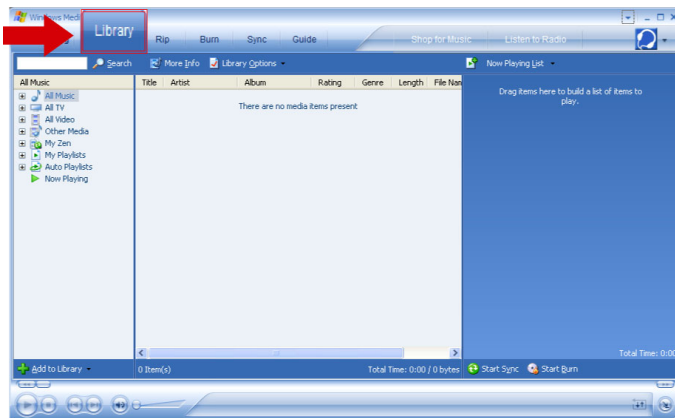 Windows Medi
Library
Rip Burn Sync Guide Shop for Music Listen to Radio
Search More Info Library Options Now Playing List
All Music Title Artist Album Rating Genre Length File Nam
All Music
All TV
All Video
Other Media
My Zen
My Playlists
Auto Playlists
Now Playing
There are no media items present
Drag items here to build a list of items to
play.
Total Time: 0:00
Add to Library 0 Item(s) Total Time: 0:00 / 0 bytes Start Sync Start Burn